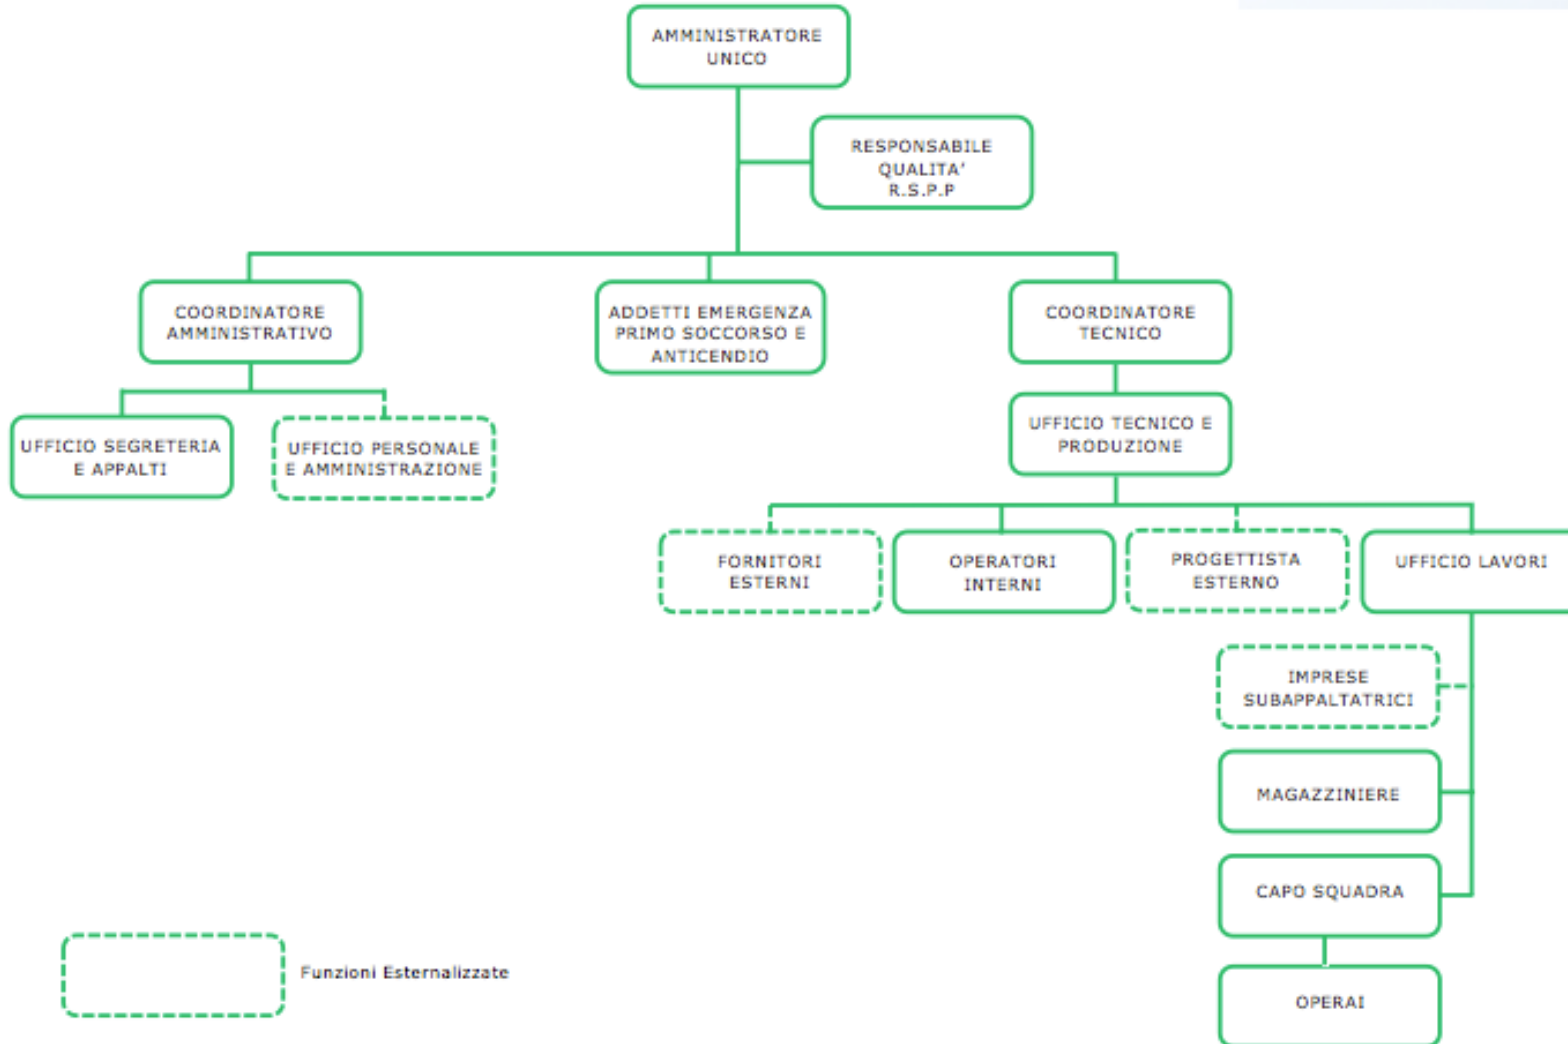 AMMINISTRATORE
UNICO
RESPONSABILE
QUALITA’
R.S.P.P
COORDINATORE
AMMINISTRATIVO
ADDETTI EMERGENZA
PRIMO SOCCORSO E
ANTICENDIO
COORDINATORE
TECNICO
UFFICIO SEGRETERIA
E APPALTI
UFFICIO PERSONALE
E AMMINISTRAZIONE
UFFICIO TECNICO E
PRODUZIONE
FORNITORI
ESTERNI
OPERATORI
INTERNI
PROGETTISTA
ESTERNO
UFFICIO LAVORI
IMPRESE
SUBAPPALTATRICI
MAGAZZINIERE
CAPO SQUADRA
OPERAI
Funzioni Esternalizzate